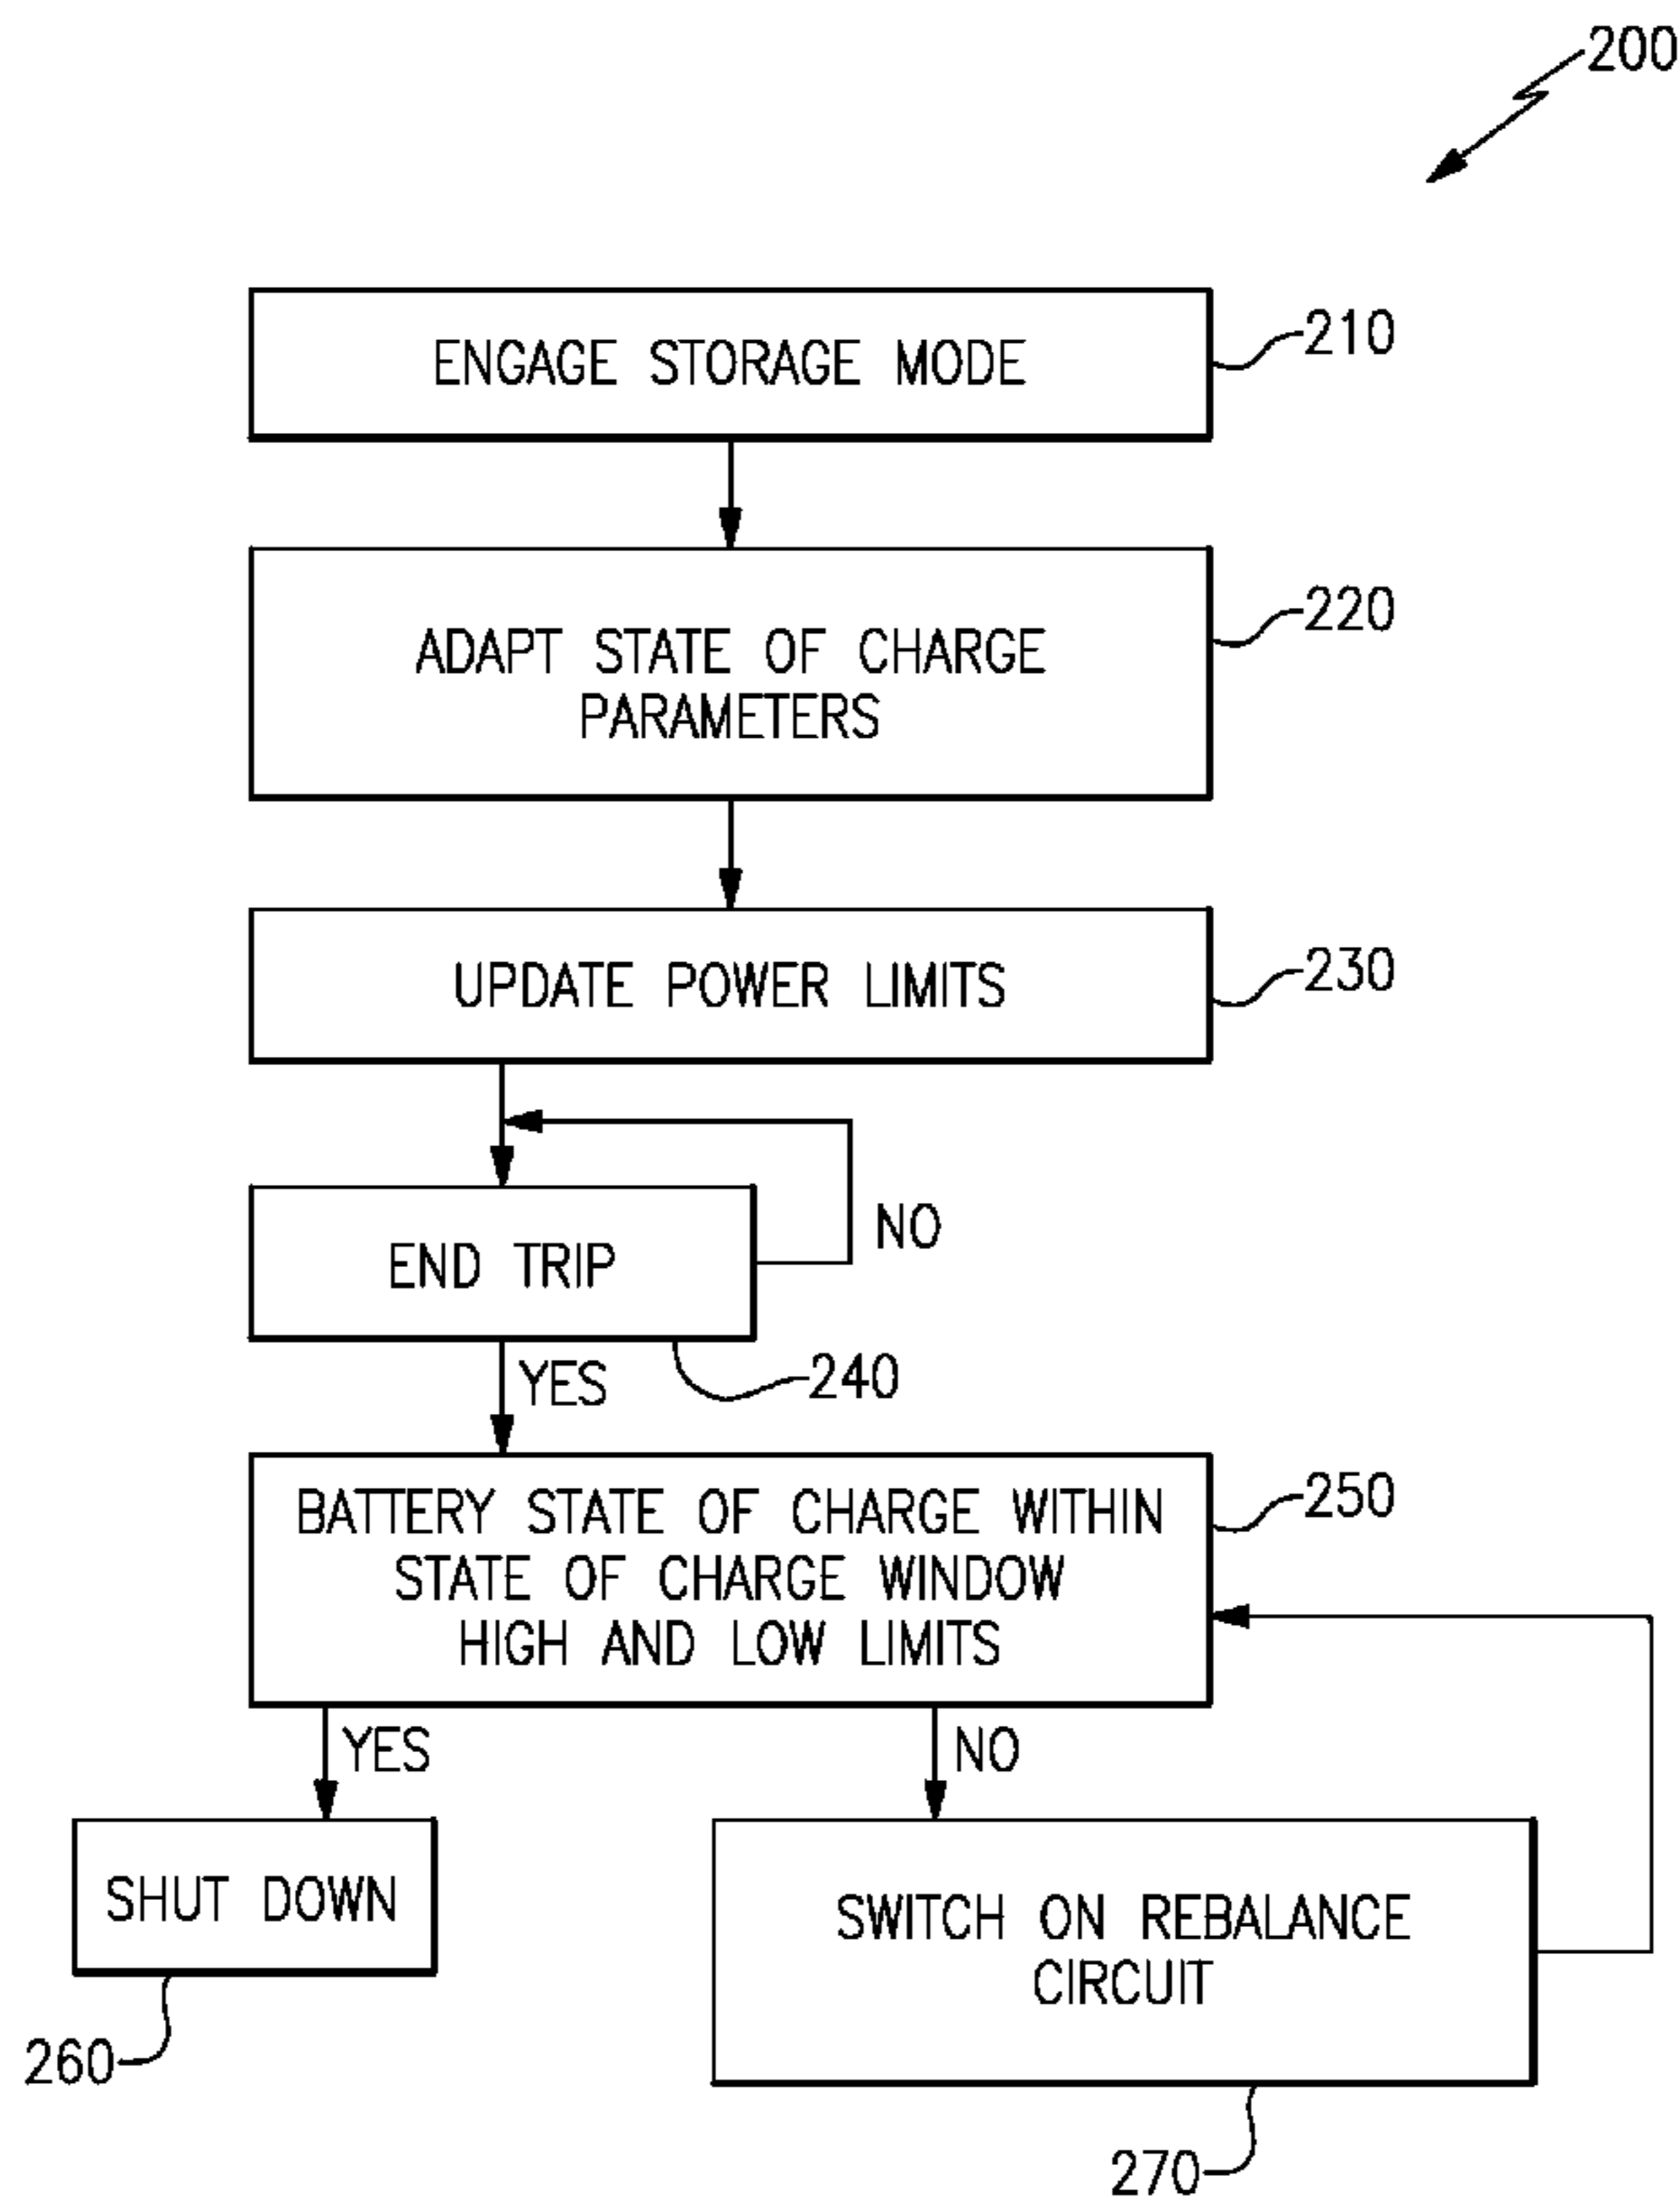 200
ENGAGE STORAGE MODE
210
ADAPT STATE OF CHARGE
PARAMETERS
220
UPDATE POWER LIMITS
230
END TRIP
NO
YES
240
BATTERY STATE OF CHARGE WITHIN
STATE OF CHARGE WINDOW
HIGH AND LOW LIMITS
250
YES
NO
SHUT DOWN
260
SWITCH ON REBALANCE
CIRCUIT
270